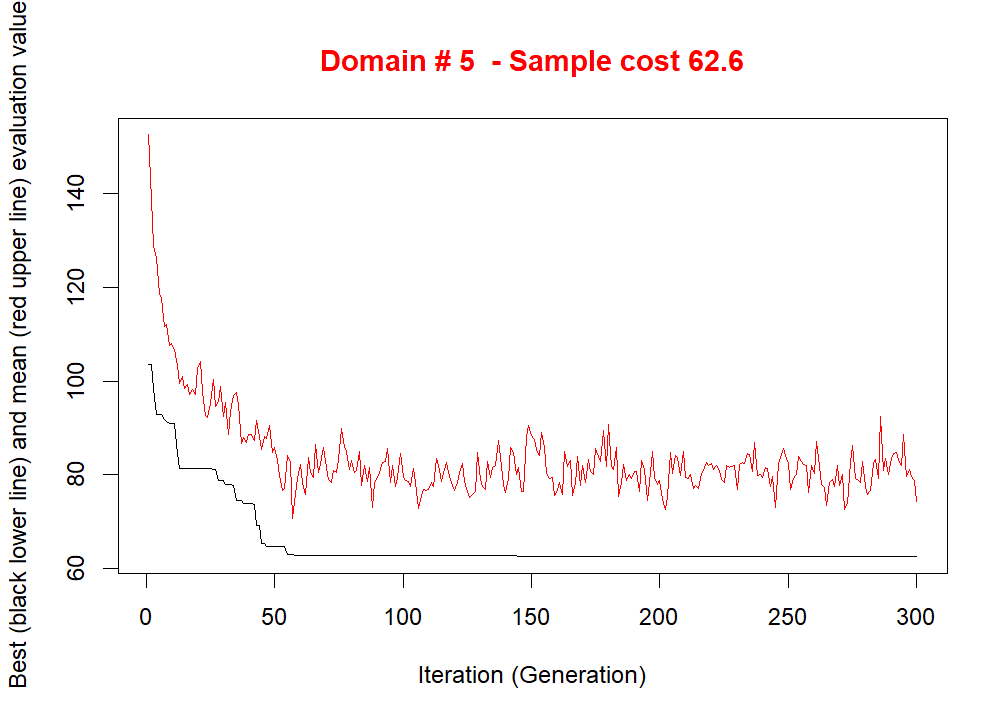 Domain # 5  - Sample cost 62.6
Best (black lower line) and mean (red upper line) evaluation value
140
120
100
80
60
0 50 100 150 200 250 300
Iteration (Generation)